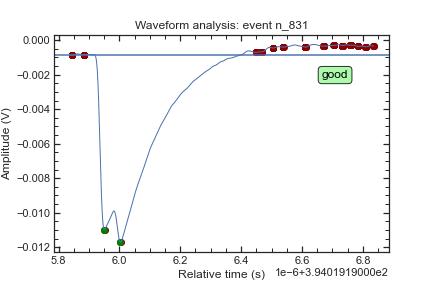 Waveform analysis: event n_831
0.000
−0.002
−0.004
−0.006
−0.008
−0.010
−0.012
Amplitude (V)
good
5.8 6.0 6.2 6.4 6.6 6.8
Relative time (s) 1e-6+3.9401919000e2